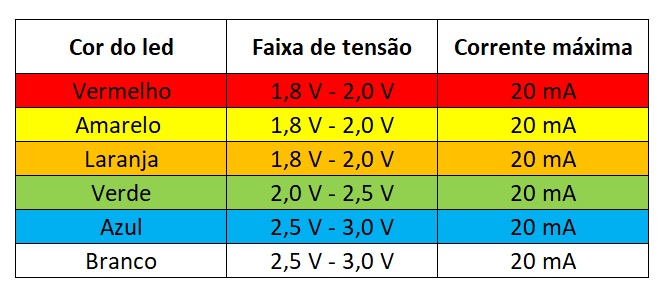 Cor do led Faixa de tensão Corrente máxima
Vermelho 1,8 V - 2,0 V 20 mA
Amarelo 1,8 V - 2,0 V 20 mA
Laranja 1,8 V - 2,0 V 20 mA
Verde 2,0 V - 2,5 V 20 mA
Azul 2,5 V - 3,0 V 20 mA
Branco 2,5 V - 3,0 V 20 mA